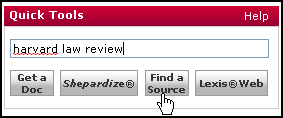 Quick Tools Help
harvard law review
Get a Doc Shepardize® Find a Source Lexis®Web